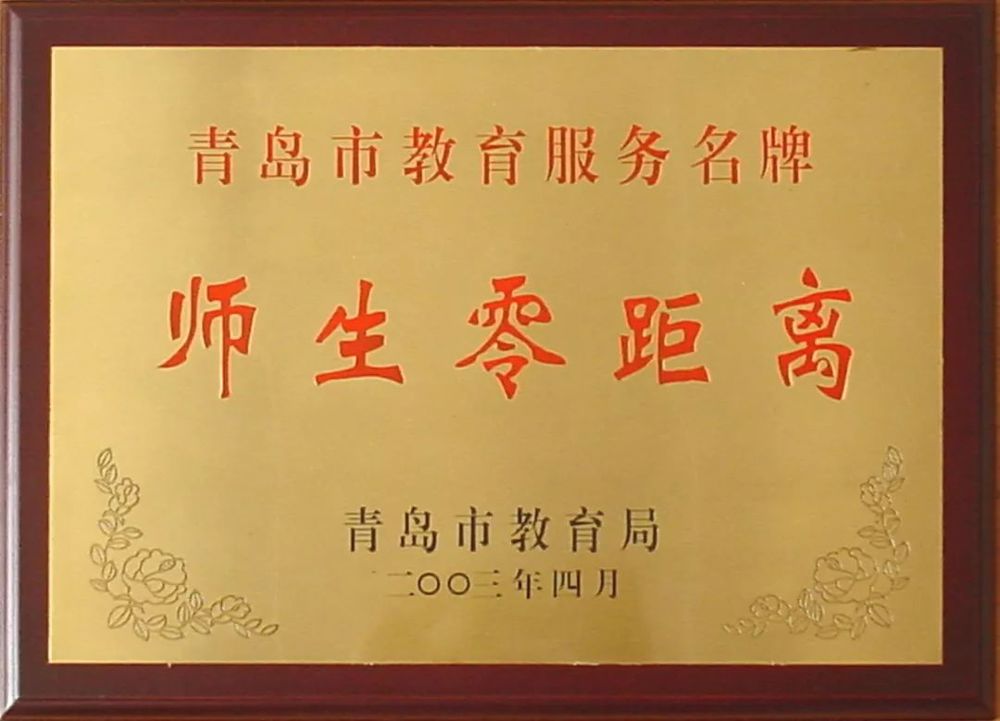 青岛市教育服务名牌
师生零距离
青岛市教育局
二〇〇三年四月